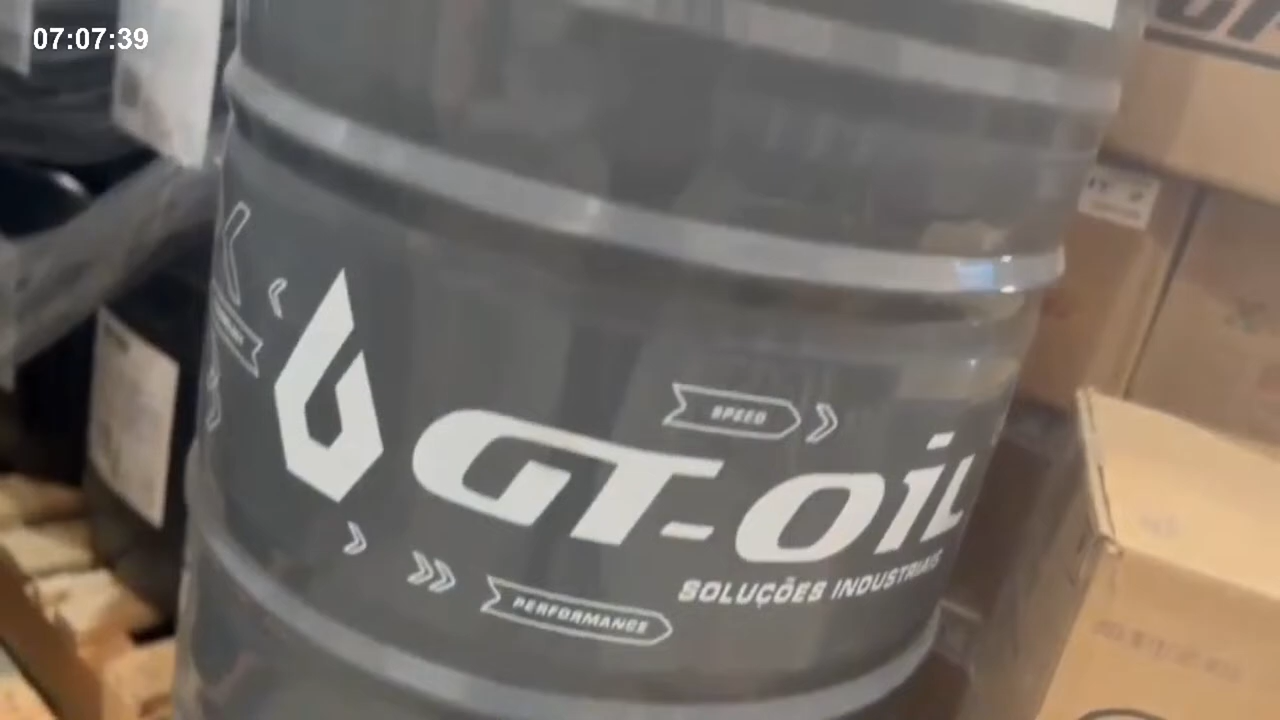 07:07:39
SPEED
GT-OiL
SOLUÇÕES INDUSTRIAIS
PERFORMANCE